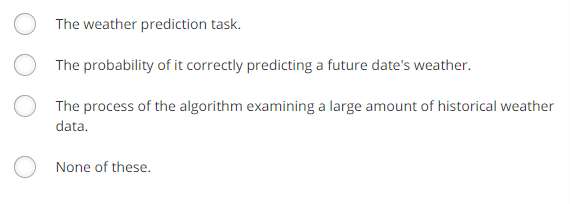 The weather prediction task.
The probability of it correctly predicting a future date's weather.
The process of the algorithm examining a large amount of historical weather
data.
None of these.